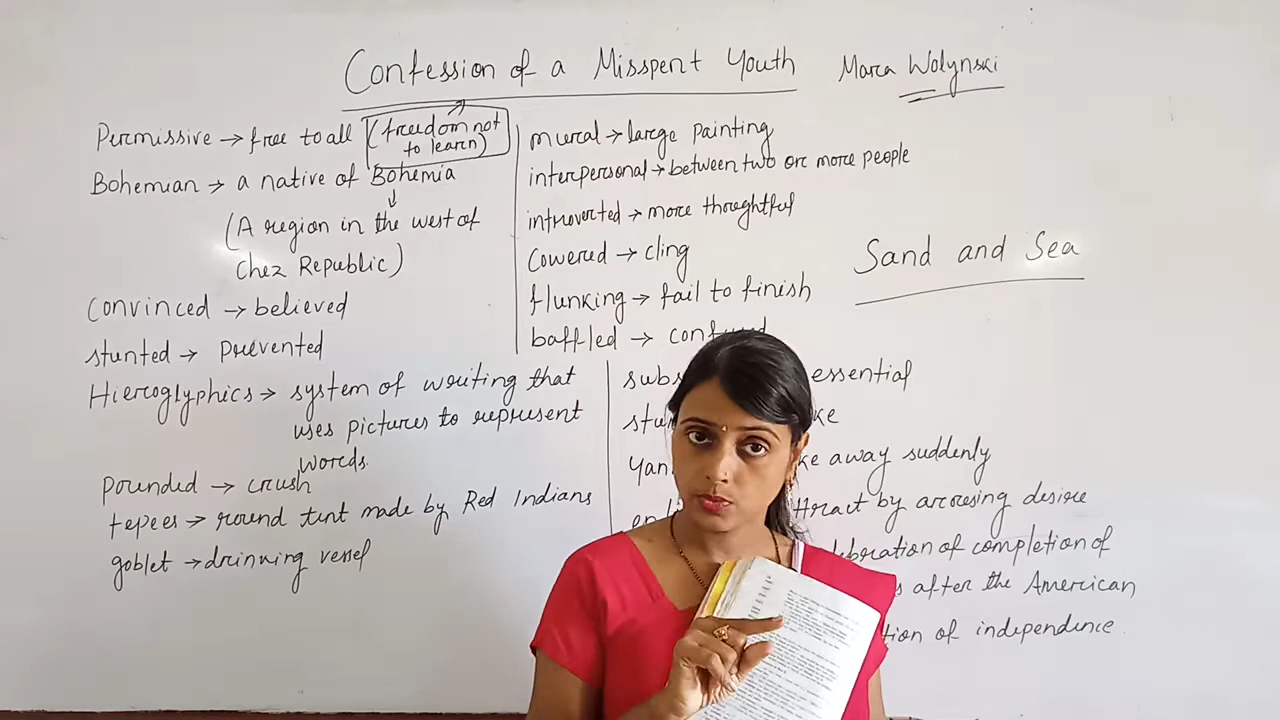 Confession of a Misspent Youth
Mara Wolynski
Permissive → free to all (freedom not
to learn)
Bohemian → a native of Bohemia
(A region in the west of
Chez Republic)
Convinced → believed
stunted → prevented
Hieroglyphics → system of writing that
uses pictures to represent
words.
pounded → crush
tepees → round tent made by Red Indians
goblet → drinning vessel
mural → large painting
interpersonal → between two or more people
introverted → more thoughtful
Cowered → cling
flunking → fail to finish
baffled → confused
Sand and Sea
essential
away suddenly
by arousing desire
of completion of
after the American
of independence.